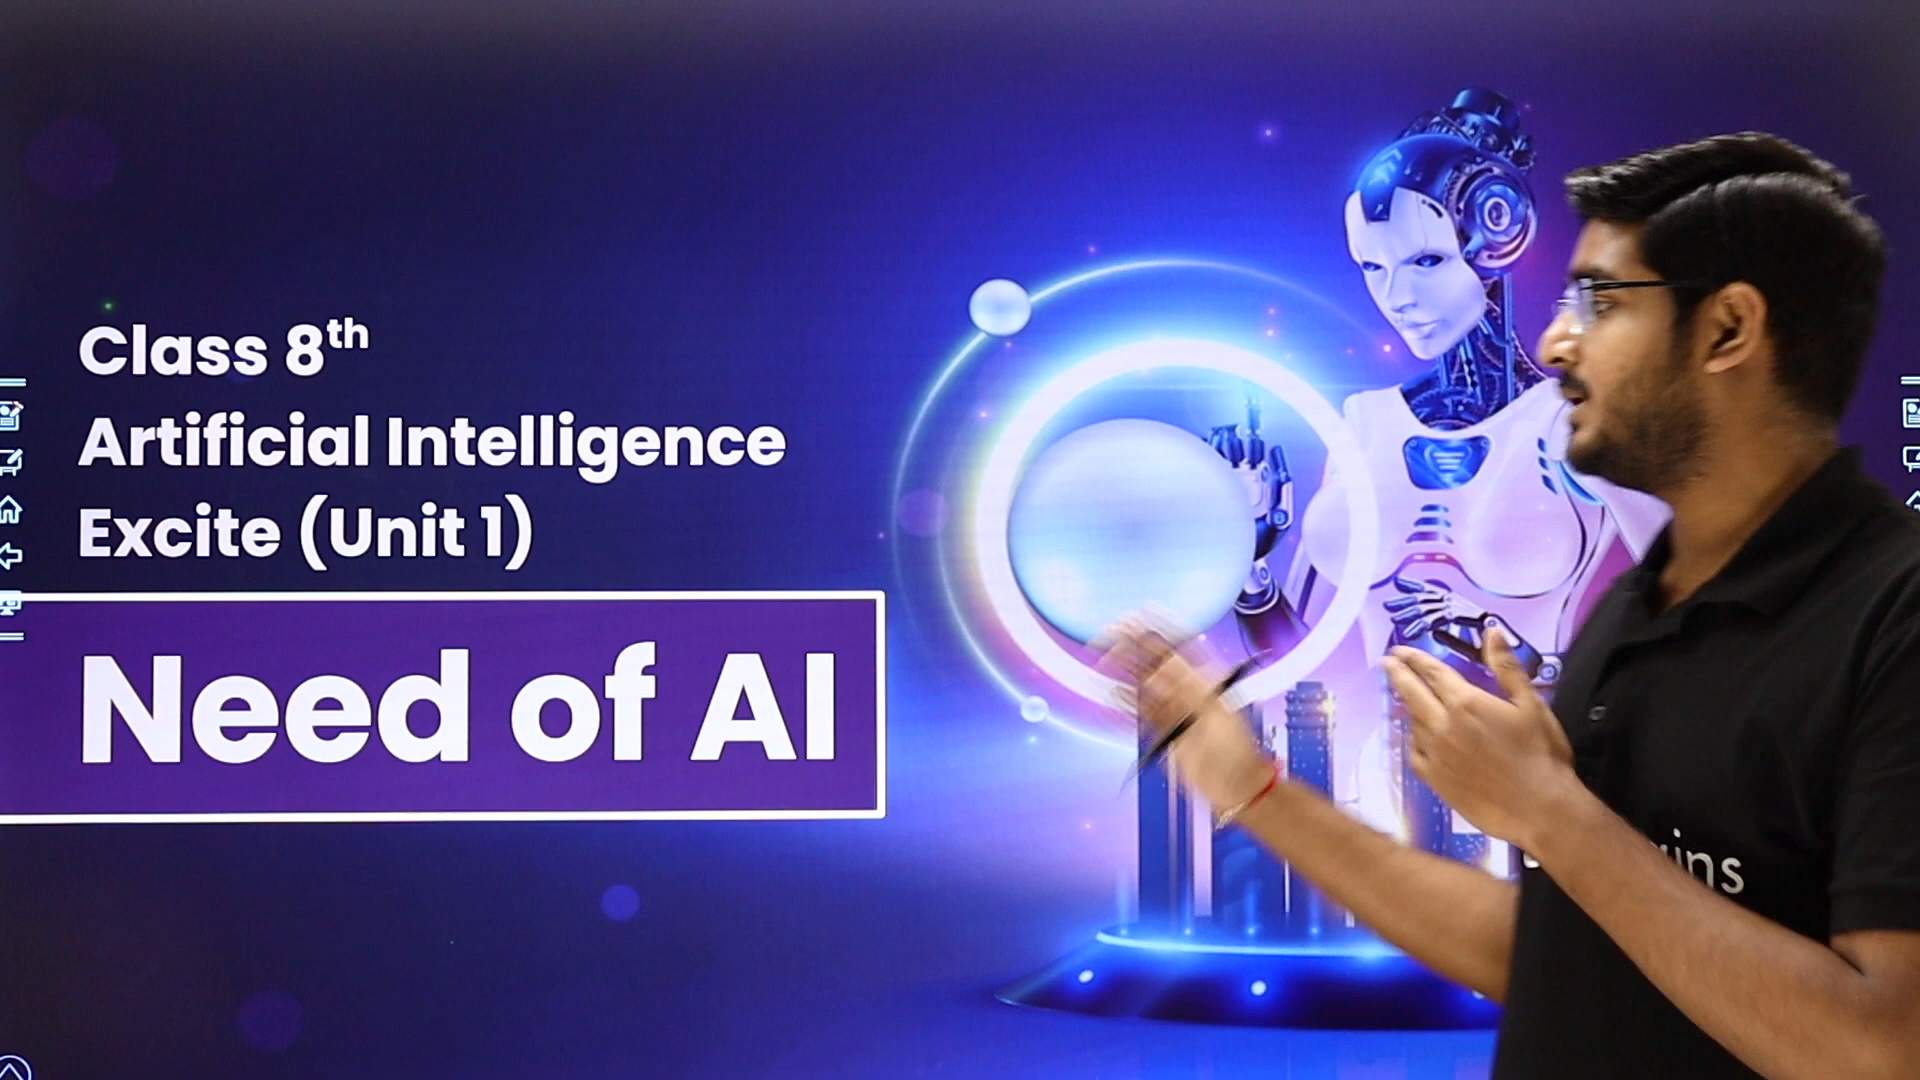 Class 8th
Artificial Intelligence
Excite (Unit 1)
Need of AI